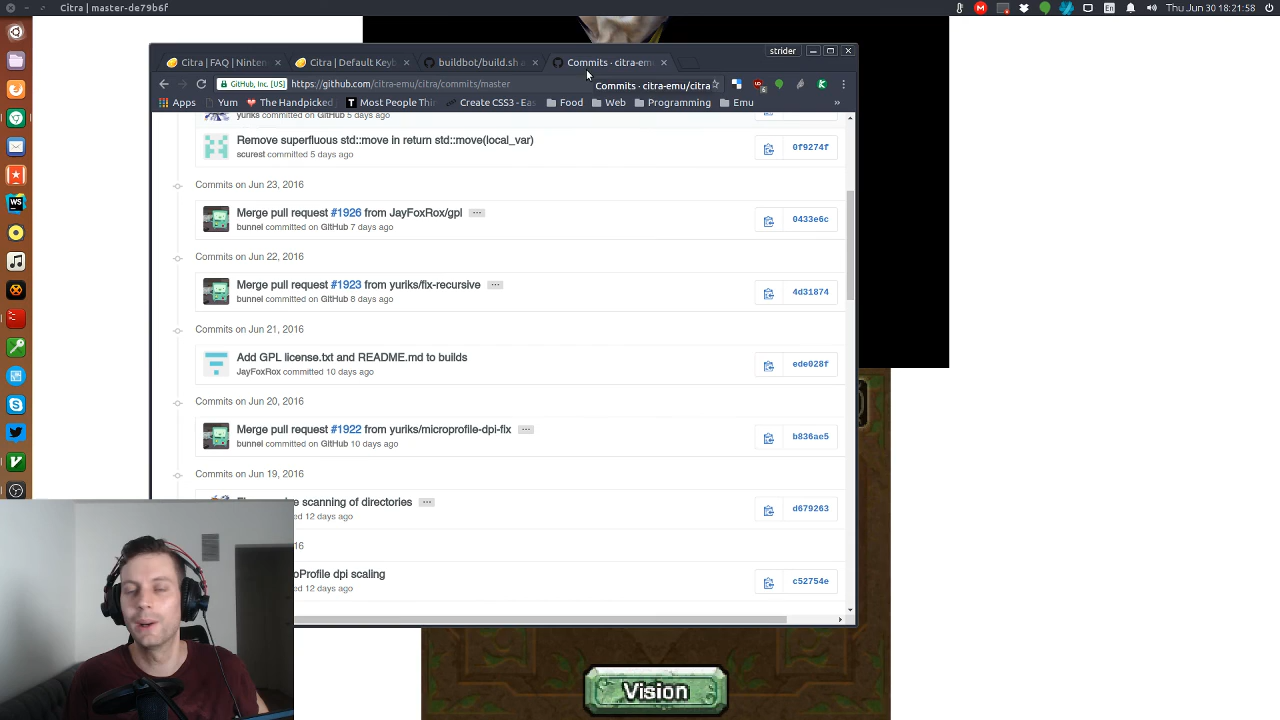 Citra | master-de79b6f
En
Thu Jun 30 18:21:58
strider
Citra | FAQ | Ninten
Citra | Default Keyb
buildbot/build.sh a
Commits · citra-em
GitHub, Inc. [US]
https://github.com/citra-emu/citra/commits/master
Commits · citra-emu/citra
Apps
Yum
The Handpicked
Most People Thi
Create CSS3 - Eas
Food
Web
Programming
Emu
»
yuriks committed on GitHub 5 days ago
Remove superfluous std::move in return std::move(local_var)
scurest committed 5 days ago
0f9274f
Commits on Jun 23, 2016
Merge pull request #1926 from JayFoxRox/gpl
bunnei committed on GitHub 7 days ago
0433e6c
Commits on Jun 22, 2016
Merge pull request #1923 from yuriks/fix-recursive
bunnei committed on GitHub 8 days ago
4d31874
Commits on Jun 21, 2016
Add GPL license.txt and README.md to builds
JayFoxRox committed 10 days ago
ede028f
Commits on Jun 20, 2016
Merge pull request #1922 from yuriks/microprofile-dpi-fix
bunnei committed on GitHub 10 days ago
b836ae5
Commits on Jun 19, 2016
scanning of directories
ted 12 days ago
d679263
16
oProfile dpi scaling
ted 12 days ago
c52754e
Vision